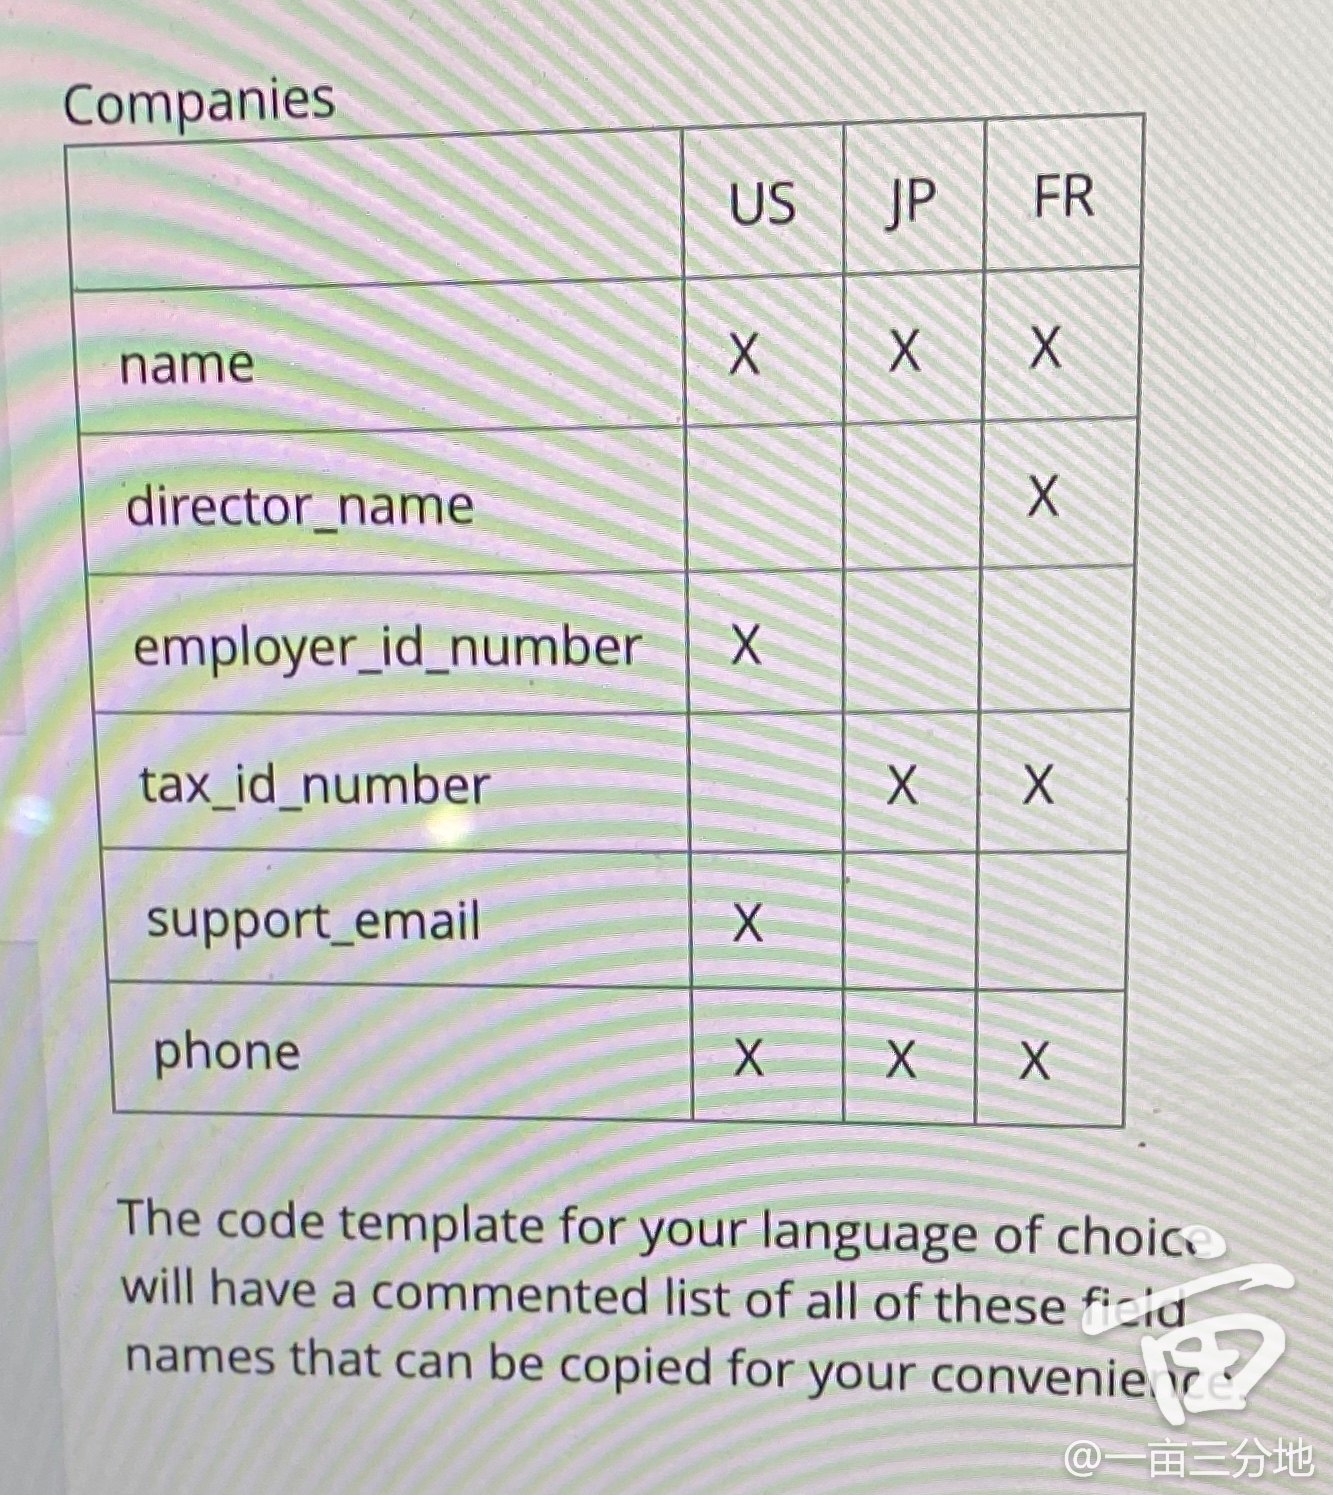 Companies
US JP FR
name X X X
director_name X
employer_id_number X
tax_id_number X X
support_email X
phone X X X
The code template for your language of choice
will have a commented list of all of these field
names that can be copied for your convenience.
亩
@一亩三分地